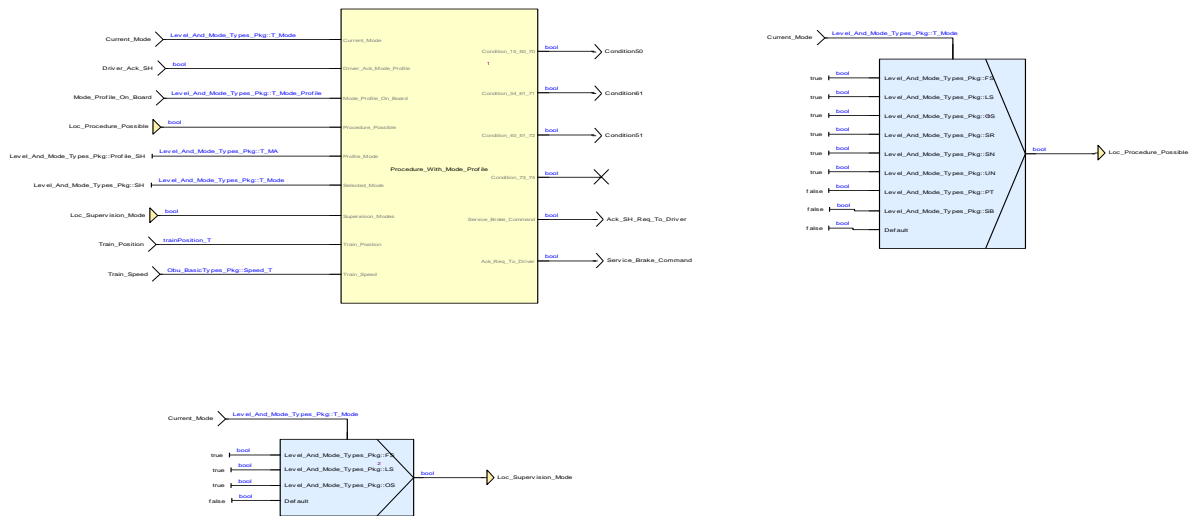 Current_Mode
Level_And_Mode_Types_Pkg::T_Mode
Current_Mode
Driver_Ack_SH
bool
Driver_Ack_Mode_Profile
Mode_Profile_On_Board
Level_And_Mode_Types_Pkg::T_Mode_Profile
Mode_Profile_On_Board
Loc_Procedure_Possible
bool
Procedure_Possible
Level_And_Mode_Types_Pkg::Profile_SH
Level_And_Mode_Types_Pkg::T_MA
Profile_Mode
Level_And_Mode_Types_Pkg::SH
Level_And_Mode_Types_Pkg::T_Mode
Selected_Mode
Loc_Supervision_Mode
bool
Supervision_Modes
Train_Position
trainPosition_T
Train_Position
Train_Speed
Obu_BasicTypes_Pkg::Speed_T
Train_Speed
1
Procedure_With_Mode_Profile
bool
Condition50
bool
Condition61
bool
Condition51
bool
Service_Brake_Command
bool
Ack_SH_Req_To_Driver
Ack_Req_To_Driver
bool
Service_Brake_Command
Current_Mode
Level_And_Mode_Types_Pkg::T_Mode
true
bool
Level_And_Mode_Types_Pkg::FS
true
bool
Level_And_Mode_Types_Pkg::LS
true
bool
Level_And_Mode_Types_Pkg::OS
true
bool
Level_And_Mode_Types_Pkg::SR
true
bool
Level_And_Mode_Types_Pkg::SN
true
bool
Level_And_Mode_Types_Pkg::UN
false
bool
Level_And_Mode_Types_Pkg::PT
false
bool
Level_And_Mode_Types_Pkg::SB
false
bool
Default
bool
Loc_Procedure_Possible
Current_Mode
Level_And_Mode_Types_Pkg::T_Mode
true
bool
Level_And_Mode_Types_Pkg::FS
2
true
bool
Level_And_Mode_Types_Pkg::LS
true
bool
Level_And_Mode_Types_Pkg::OS
false
bool
Default
bool
Loc_Supervision_Mode